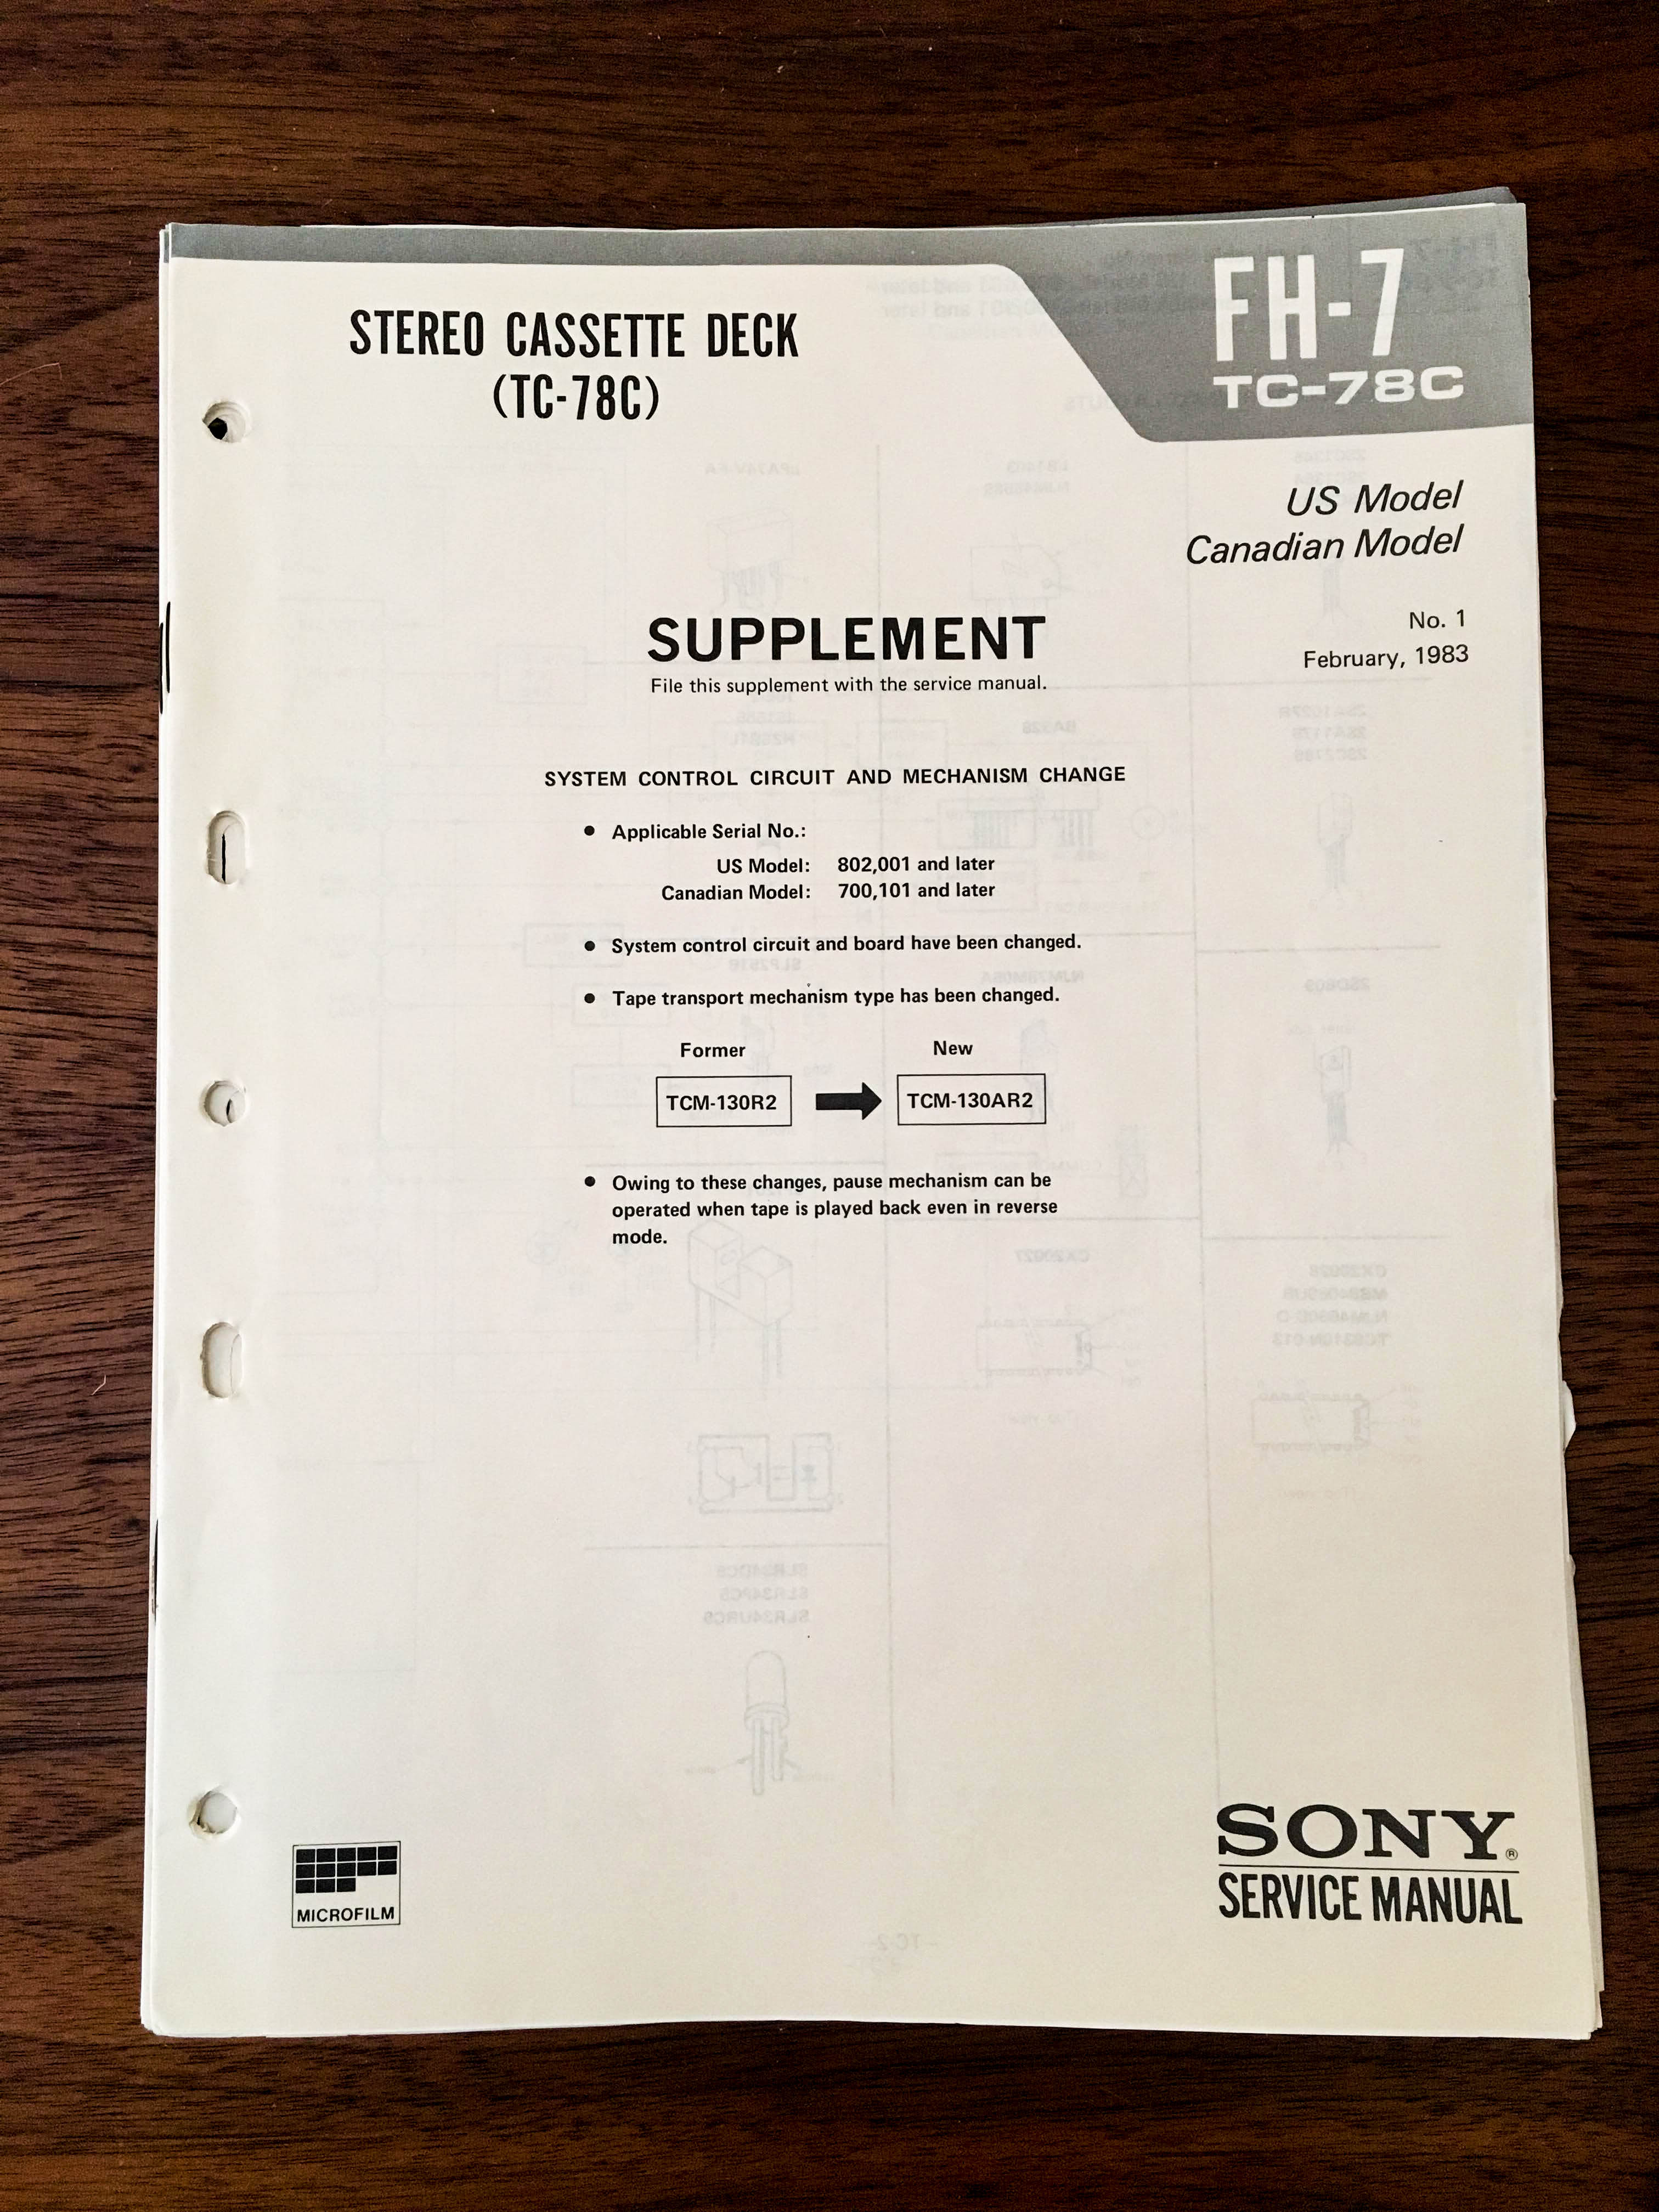 STEREO CASSETTE DECK
(TC-78C)
FH-7
TC-78C
US Model
Canadian Model
No. 1
February, 1983
SUPPLEMENT
File this supplement with the service manual.
SYSTEM CONTROL CIRCUIT AND MECHANISM CHANGE
• Applicable Serial No.:
US Model: 802,001 and later
Canadian Model: 700,101 and later
• System control circuit and board have been changed.
• Tape transport mechanism type has been changed.
Former New
TCM-130R2 TCM-130AR2
• Owing to these changes, pause mechanism can be
operated when tape is played back even in reverse
mode.
MICROFILM
SONY®
SERVICE MANUAL